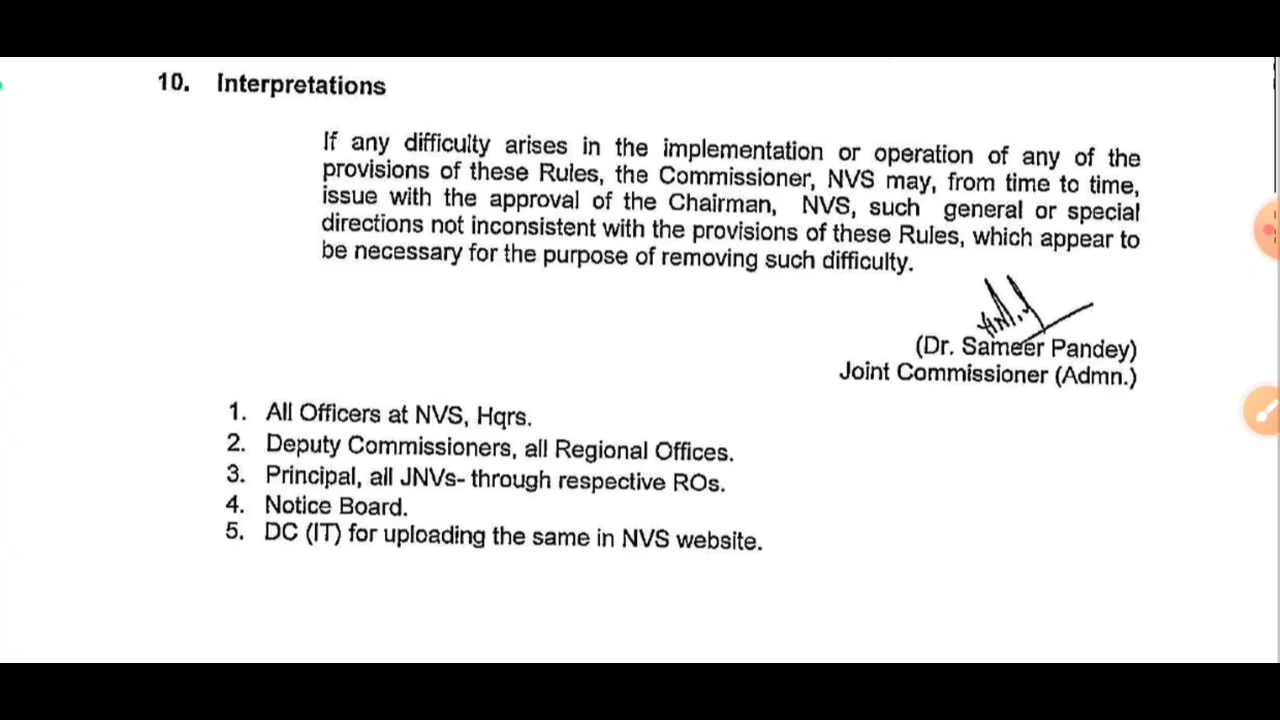 10. Interpretations
If any difficulty arises in the implementation or operation of any of the
provisions of these Rules, the Commissioner, NVS may, from time to time,
issue with the approval of the Chairman, NVS, such general or special
directions not inconsistent with the provisions of these Rules, which appear to
be necessary for the purpose of removing such difficulty.
(Dr. Sameer Pandey)
Joint Commissioner (Admn.)
1. All Officers at NVS, Hqrs.
2. Deputy Commissioners, all Regional Offices.
3. Principal, all JNVs- through respective ROs.
4. Notice Board.
5. DC (IT) for uploading the same in NVS website.